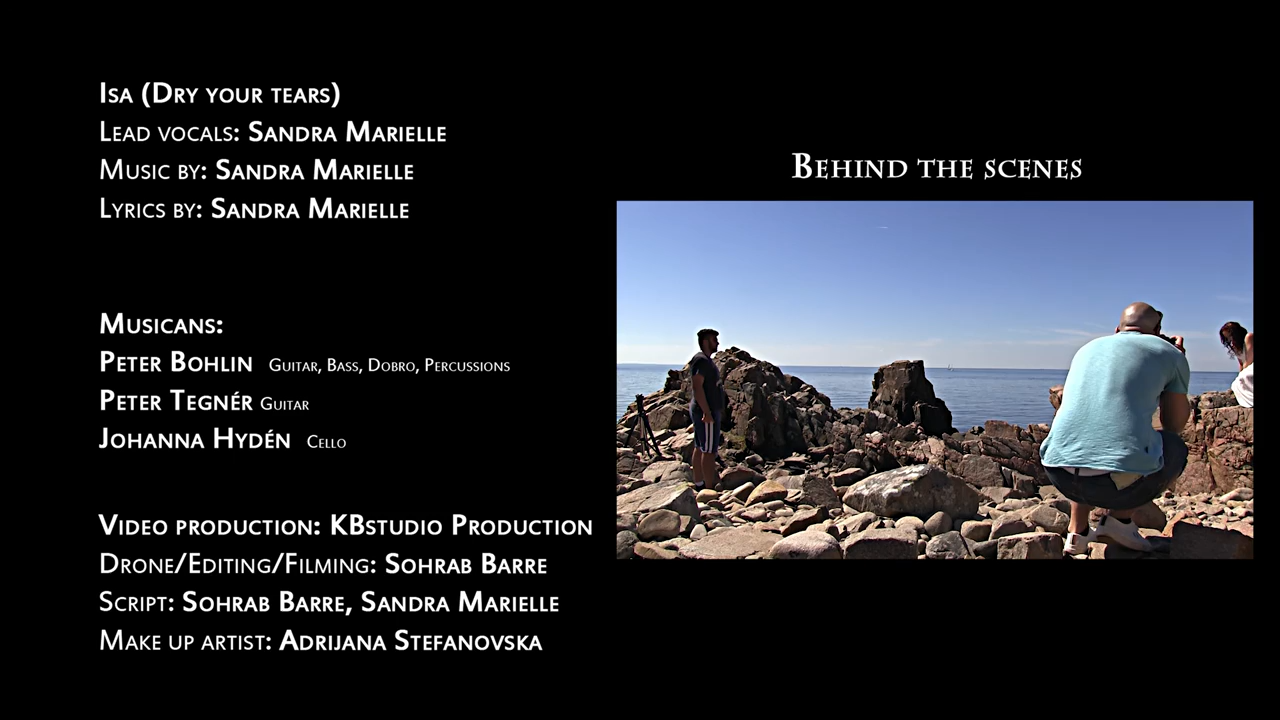 Isa (Dry your tears)
Lead vocals: Sandra Marielle
Music by: Sandra Marielle
Lyrics by: Sandra Marielle
Behind the scenes
Musicans:
Peter Bohlin Guitar, Bass, Dobro, Percussions
Peter Tegnér Guitar
Johanna Hydén Cello
Video production: KBstudio Production
Drone/Editing/Filming: Sohrab Barre
Script: Sohrab Barre, Sandra Marielle
Make up artist: Adrijana Stefanovska